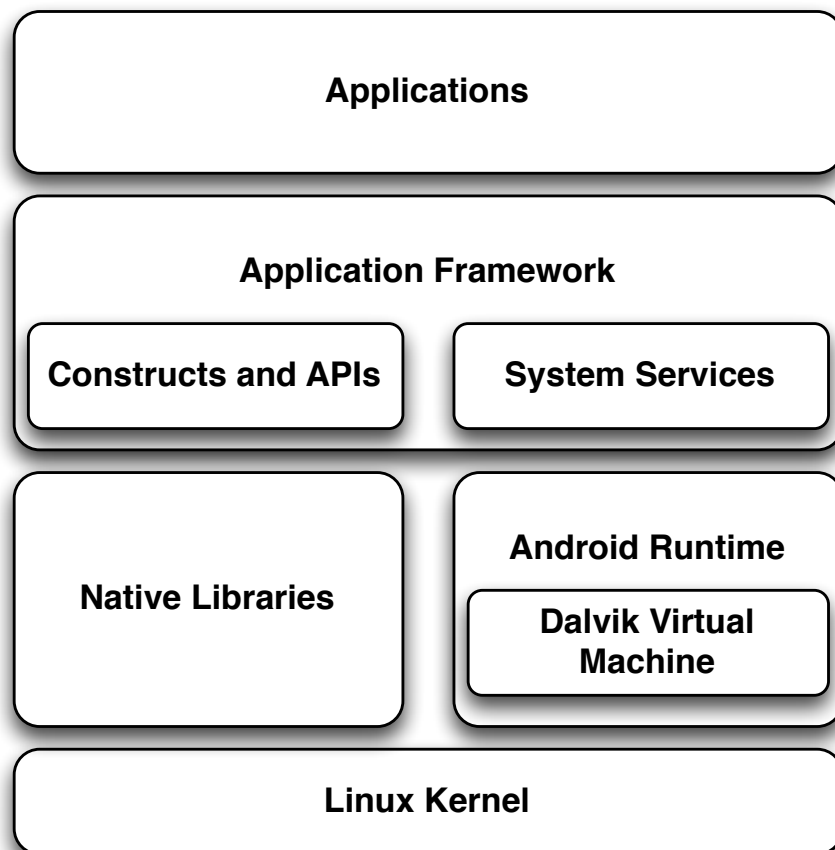 Applications
Application Framework
Constructs and APIs
System Services
Native Libraries
Android Runtime
Dalvik Virtual
Machine
Linux Kernel